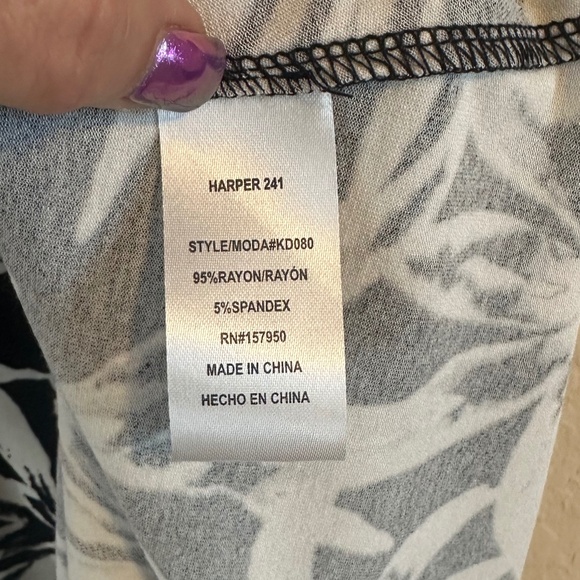 HARPER 241
STYLE/MODA#KD080
95%RAYON/RAYÓN
5%SPANDEX
RN#157950
MADE IN CHINA
HECHO EN CHINA